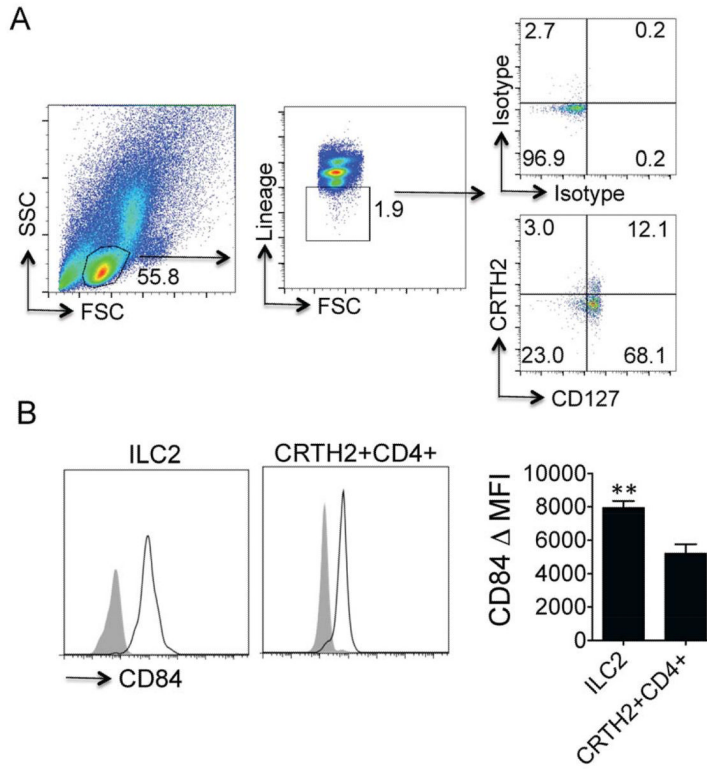 A
SSC
FSC
55.8
Lineage
FSC
1.9
2.7
0.2
96.9
0.2
Isotype
Isotype
3.0
12.1
23.0
68.1
CRTH2
CD127
B
ILC2
CRTH2+CD4+
CD84
CD84 Δ MFI
10000
8000
6000
4000
2000
0
**
ILC2
CRTH2+CD4+